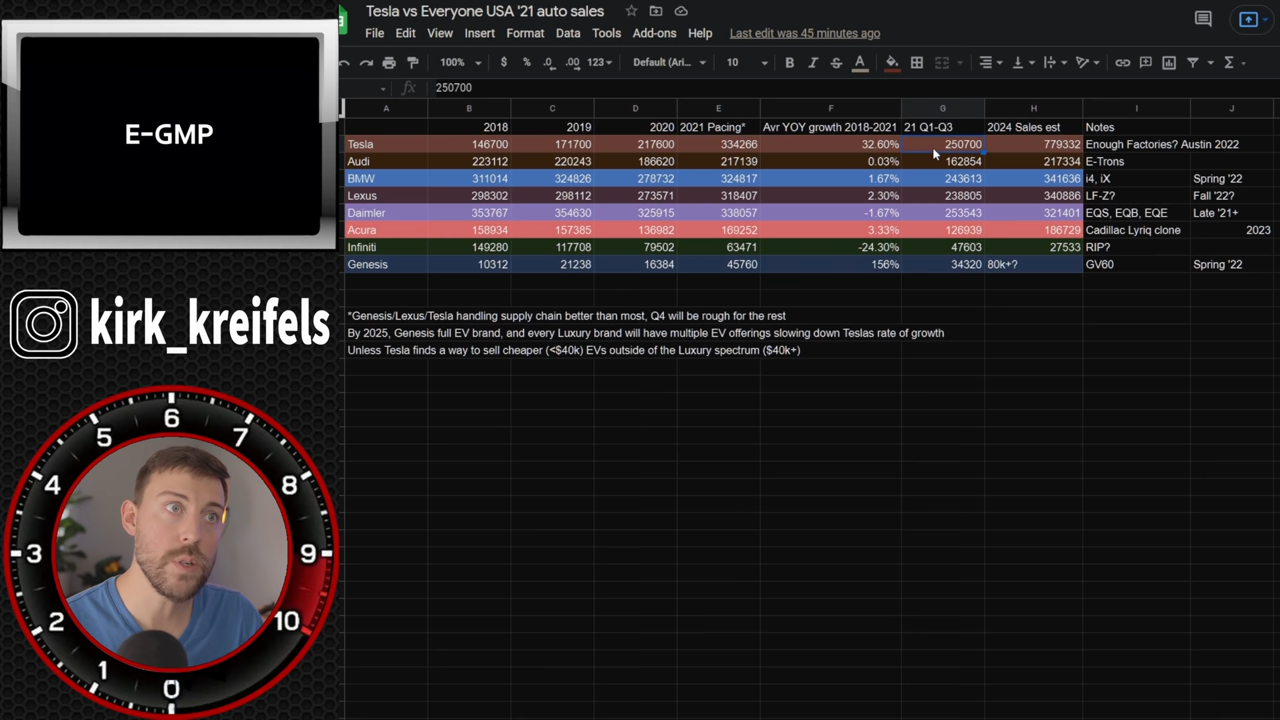 E-GMP
kirk_kreifels
6
5
7
4
8
3
9
2
10
1
0
Tesla vs Everyone USA '21 auto sales
File Edit View Insert Format Data Tools Add-ons Help Last edit was 45 minutes ago
100% $ % .0 .00 123 Default (Ari... 10 B I S A
fx 250700
A B C D E F G H I J
2018 2019 2020 2021 Pacing* Avr YOY growth 2018-2021 21 Q1-Q3 2024 Sales est Notes
Tesla 146700 171700 217600 334266 32.60% 250700 779332 Enough Factories? Austin 2022
Audi 223112 220243 186620 217139 0.03% 162854 217334 E-Trons
BMW 311014 324826 278732 324817 1.67% 243613 341636 i4, iX Spring '22
Lexus 298302 298112 273571 318407 2.30% 238805 340886 LF-Z? Fall '22?
Daimler 353767 354630 325915 338057 -1.67% 253543 321401 EQS, EQB, EQE Late '21+
Acura 158934 157385 136982 169252 3.33% 126939 186729 Cadillac Lyriq clone 2023
Infiniti 149280 117708 79502 63471 -24.30% 47603 27533 RIP?
Genesis 10312 21238 16384 45760 156% 34320 80k+? GV60 Spring '22
*Genesis/Lexus/Tesla handling supply chain better than most, Q4 will be rough for the rest
By 2025, Genesis full EV brand, and every Luxury brand will have multiple EV offerings slowing down Teslas rate of growth
Unless Tesla finds a way to sell cheaper (<$40k) EVs outside of the Luxury spectrum ($40k+)